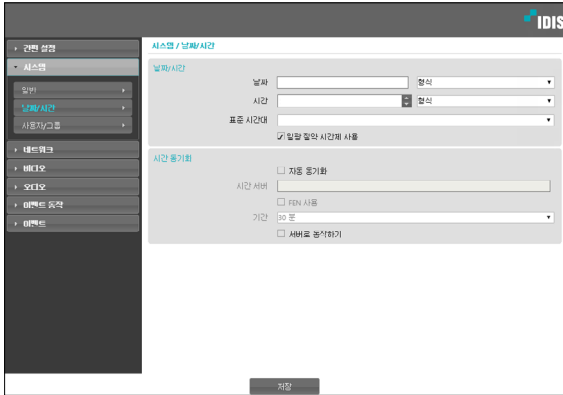 IDIS
간편 설정
시스템
일반
날짜/시간
사용자/그룹
네트워크
비디오
오디오
이벤트 동작
이벤트
시스템 / 날짜/시간
날짜/시간
날짜 형식
시간 형식
표준 시간대
일광 절약 시간제 사용
시간 동기화
자동 동기화
시간 서버
FEN 사용
기간 30 분
서버로 동작하기
저장